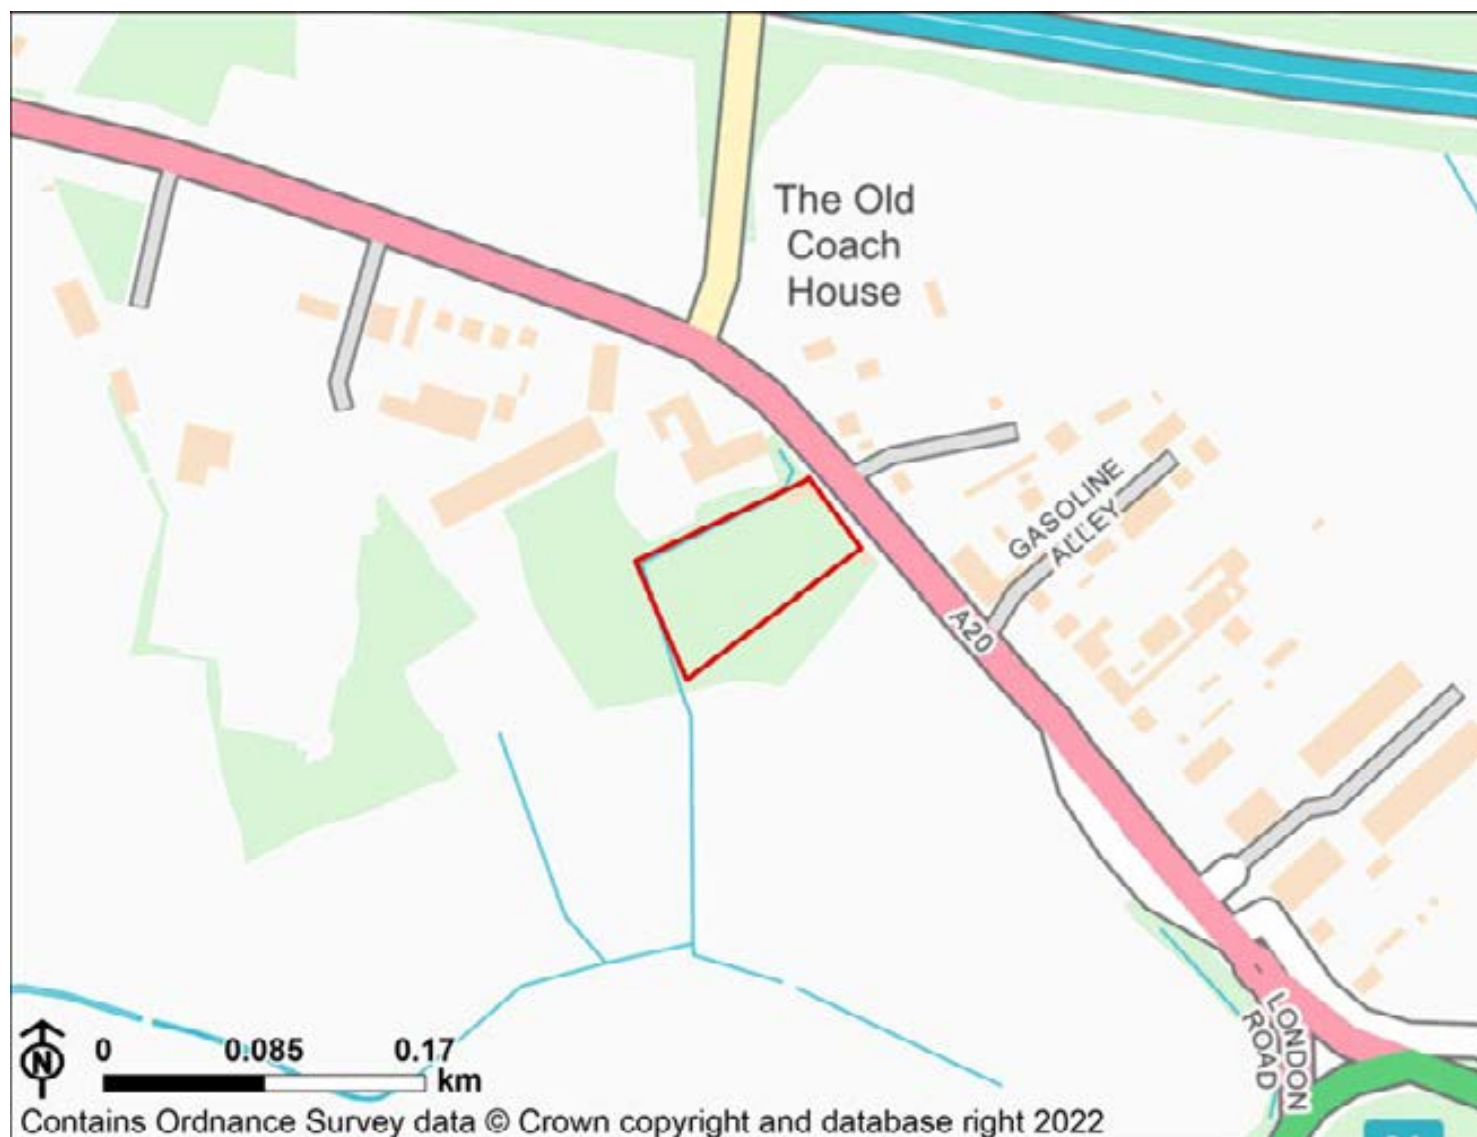 The Old
Coach
House
GASOLINE
ALLEY
A20
LONDON
ROAD
N
0 0.085 0.17
km
Contains Ordnance Survey data © Crown copyright and database right 2022